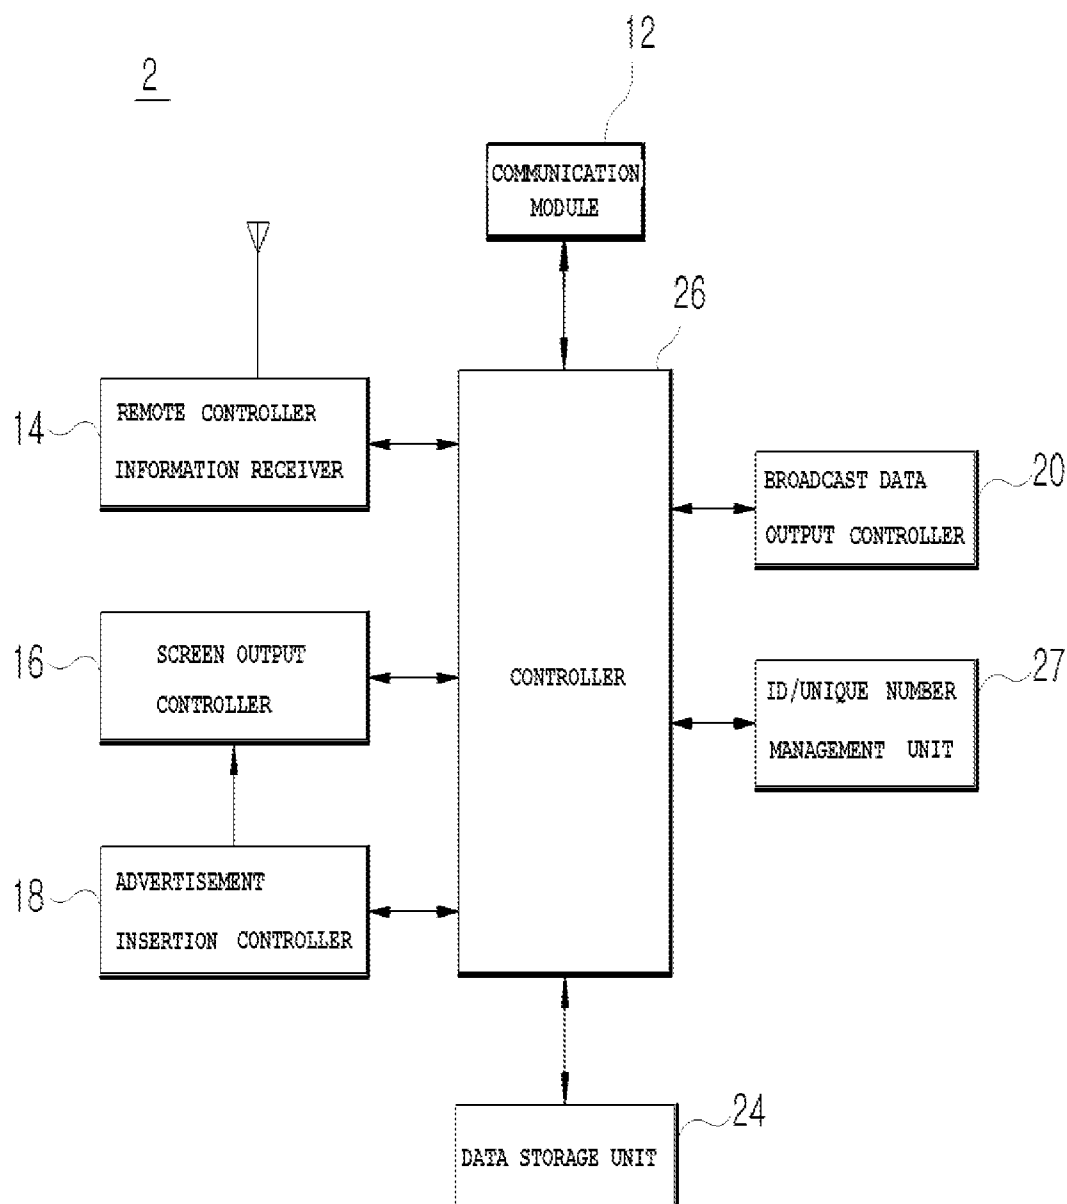 12
2
COMMUNICATION
MODULE
26
14
REMOTE CONTROLLER
INFORMATION RECEIVER
BROADCAST DATA
OUTPUT CONTROLLER
20
16
SCREEN OUTPUT
CONTROLLER
CONTROLLER
ID/UNIQUE NUMBER
MANAGEMENT UNIT
27
18
ADVERTISEMENT
INSERTION CONTROLLER
24
DATA STORAGE UNIT